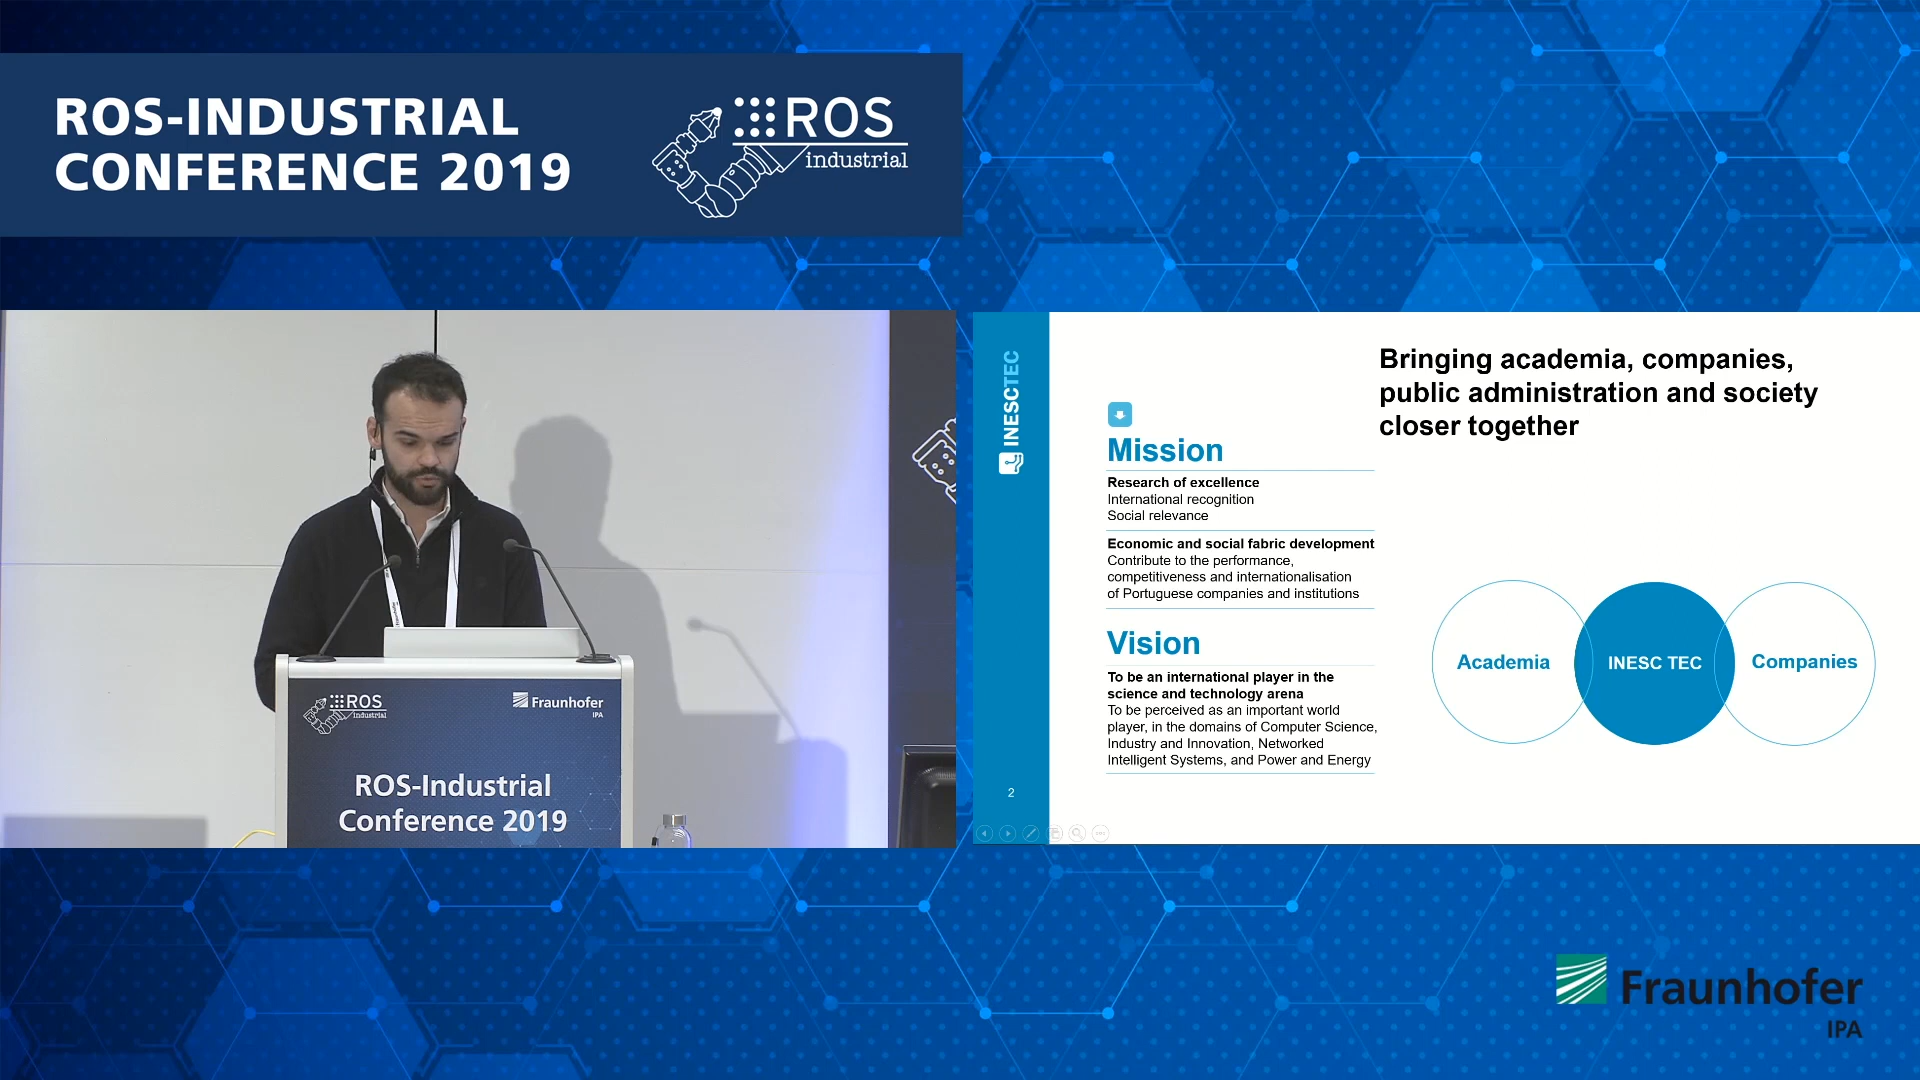 ROS-INDUSTRIAL
CONFERENCE 2019
ROS
industrial
ROS
industrial
Fraunhofer
IPA
ROS-Industrial
Conference 2019
INESCTEC
Bringing academia, companies,
public administration and society
closer together
Mission
Research of excellence
International recognition
Social relevance
Economic and social fabric development
Contribute to the performance,
competitiveness and internationalisation
of Portuguese companies and institutions
Vision
To be an international player in the
science and technology arena
To be perceived as an important world
player, in the domains of Computer Science,
Industry and Innovation, Networked
Intelligent Systems, and Power and Energy
Academia
INESC TEC
Companies
2
Fraunhofer
IPA